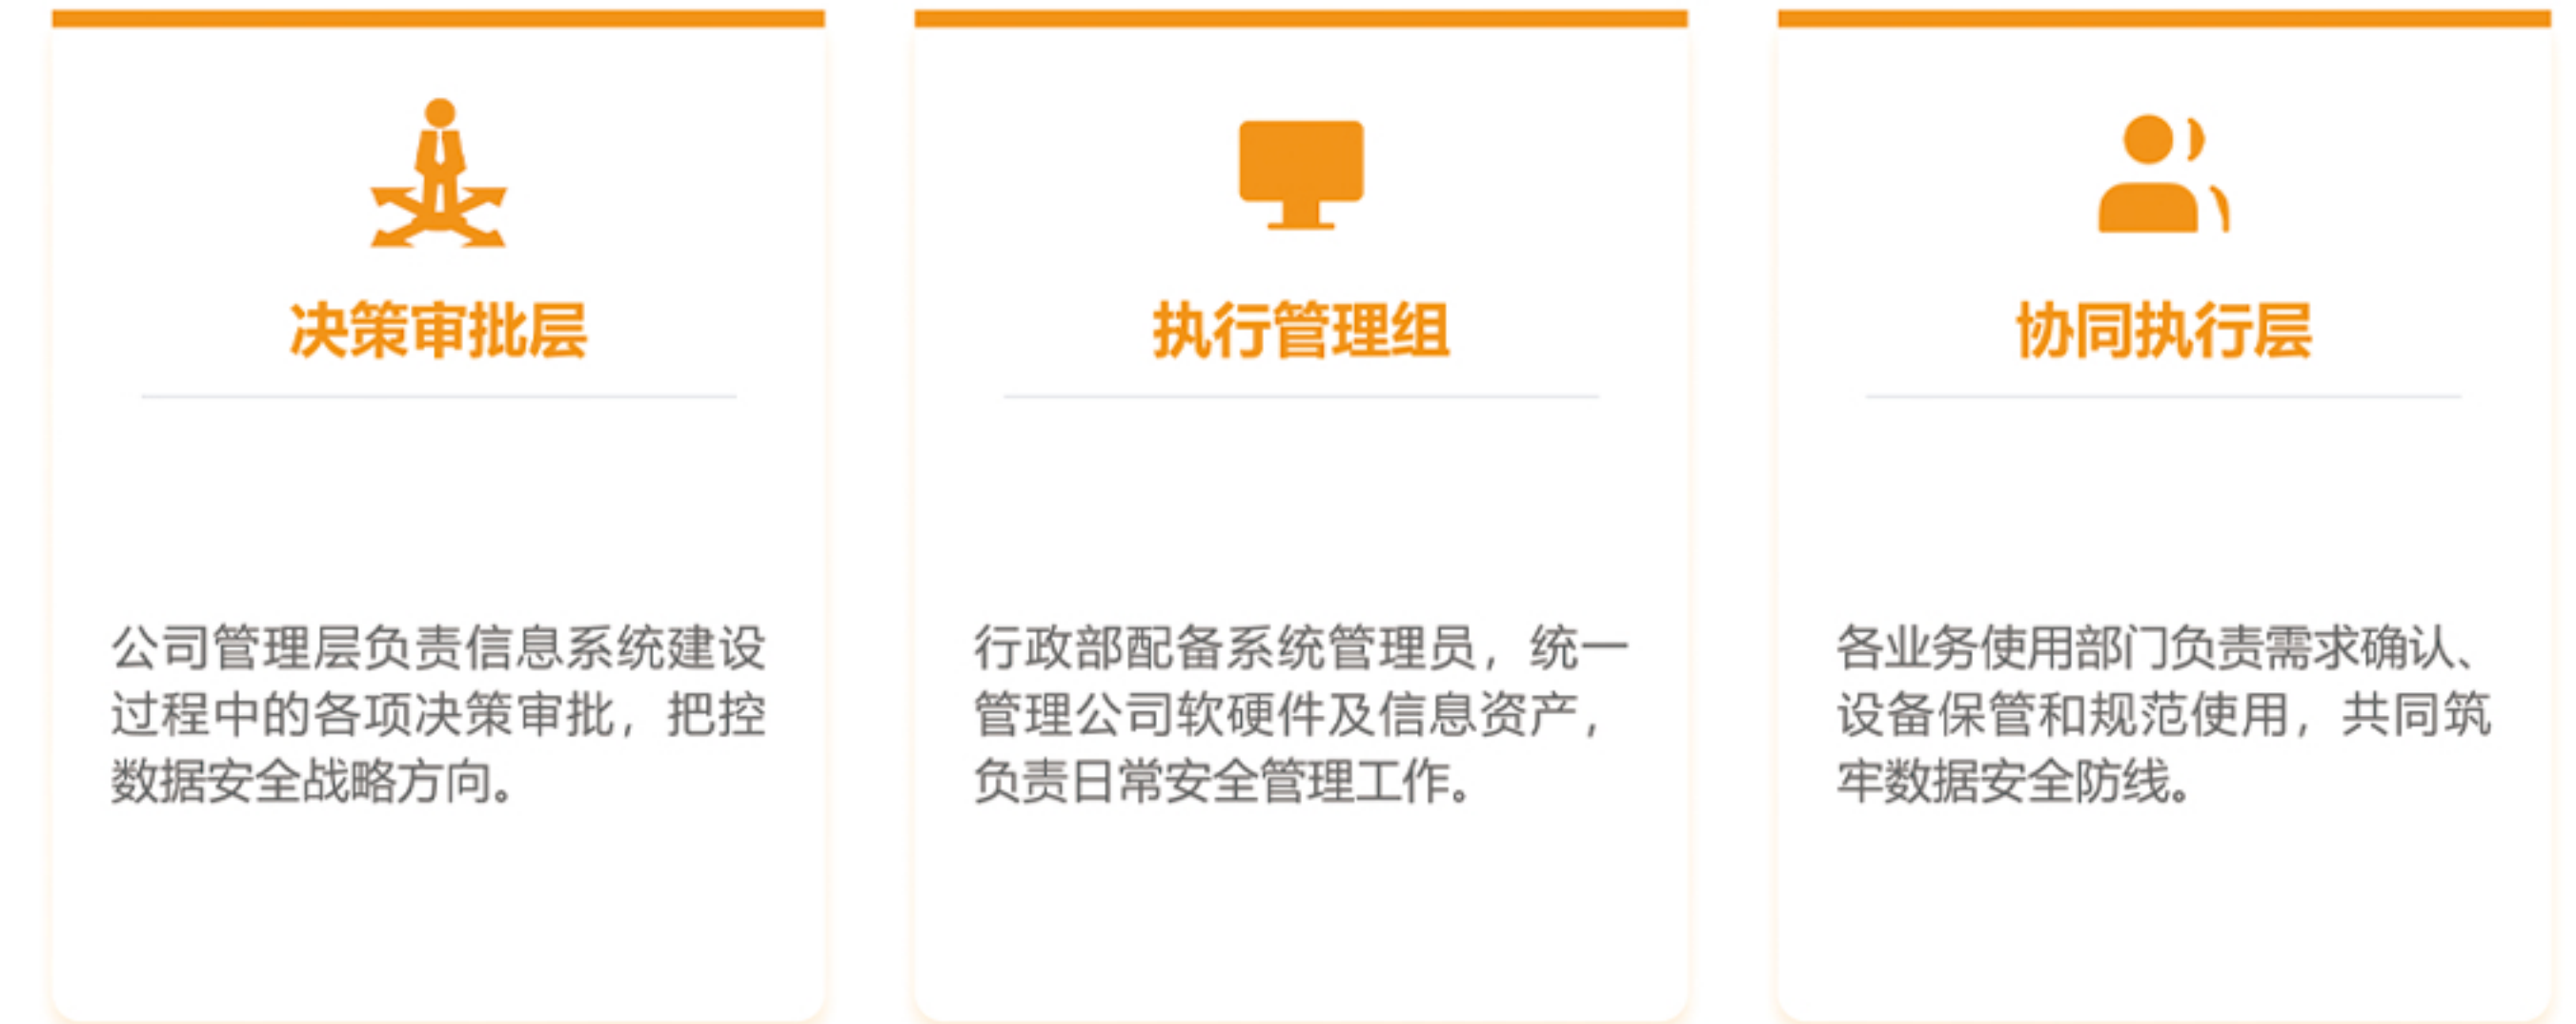 决策审批层
公司管理层负责信息系统建设
过程中的各项决策审批，把控
数据安全战略方向。
执行管理组
行政部配备系统管理员，统一
管理公司软硬件及信息资产，
负责日常安全管理工作。
协同执行层
各业务使用部门负责需求确认、
设备保管和规范使用，共同筑
牢数据安全防线。